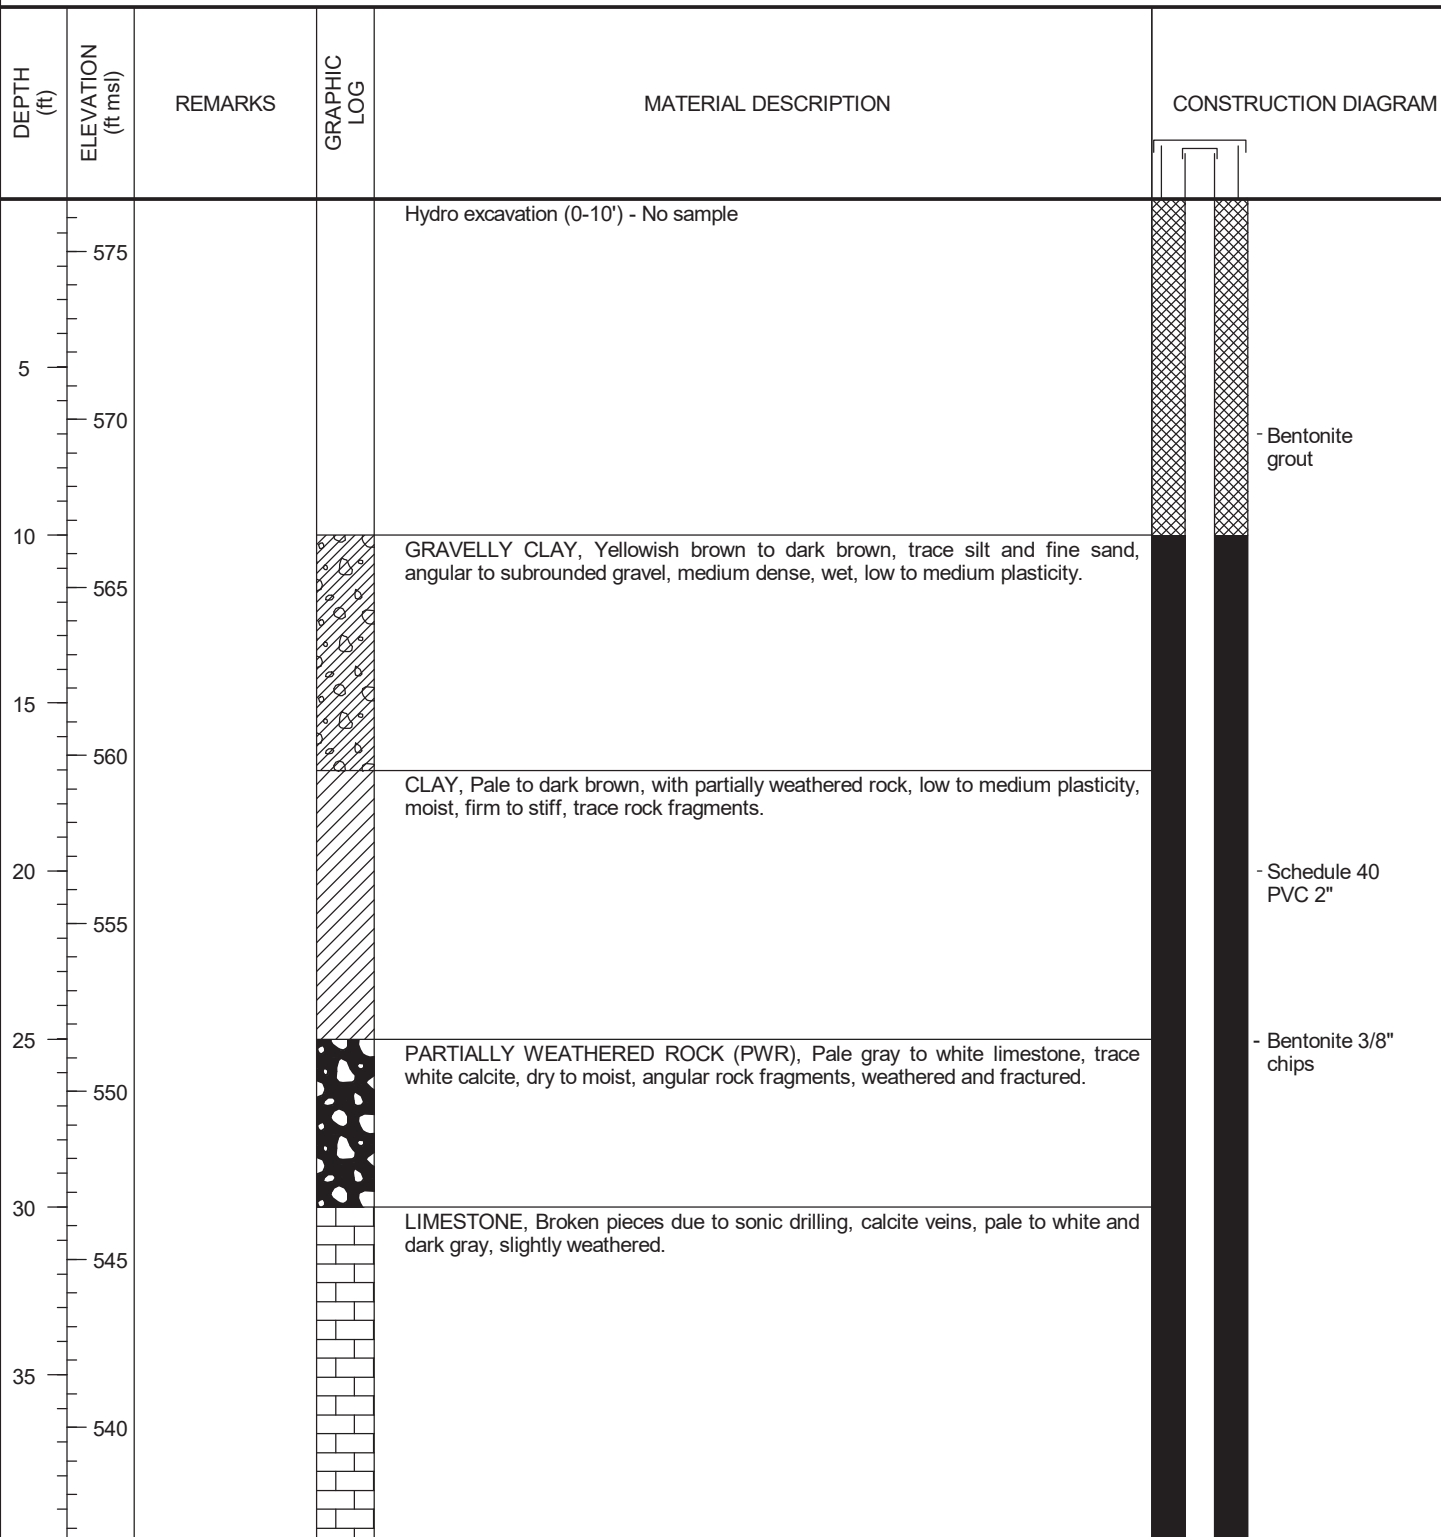 DEPTH
(ft)
ELEVATION
(ft msl)
REMARKS
GRAPHIC
LOG
MATERIAL DESCRIPTION
CONSTRUCTION DIAGRAM
Hydro excavation (0-10') - No sample
575
5
570
Bentonite
grout
10
GRAVELLY CLAY, Yellowish brown to dark brown, trace silt and fine sand,
angular to subrounded gravel, medium dense, wet, low to medium plasticity.
565
15
560
CLAY, Pale to dark brown, with partially weathered rock, low to medium plasticity,
moist, firm to stiff, trace rock fragments.
20
Schedule 40
PVC 2"
555
25
Bentonite 3/8"
chips
PARTIALLY WEATHERED ROCK (PWR), Pale gray to white limestone, trace
white calcite, dry to moist, angular rock fragments, weathered and fractured.
550
30
LIMESTONE, Broken pieces due to sonic drilling, calcite veins, pale to white and
dark gray, slightly weathered.
545
35
540